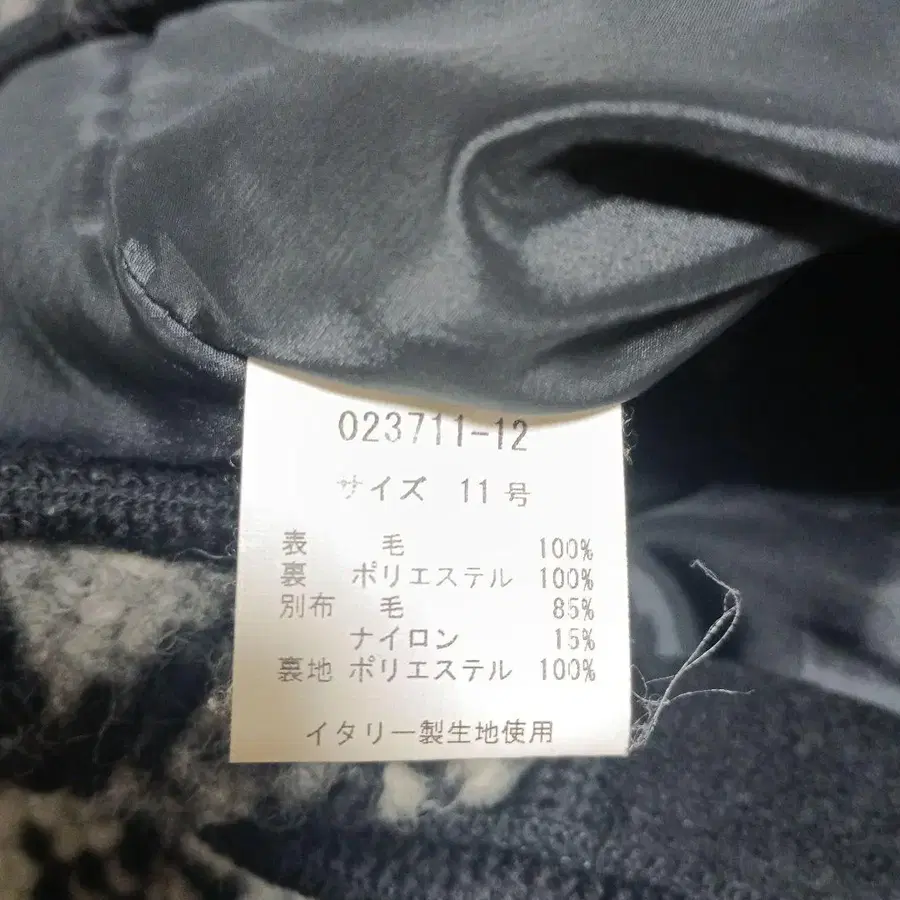 023711-12
サイズ 11号
表 毛 100%
裏 ポリエステル 100%
別布 毛 85%
ナイロン 15%
裏地 ポリエステル 100%
イタリー製生地使用